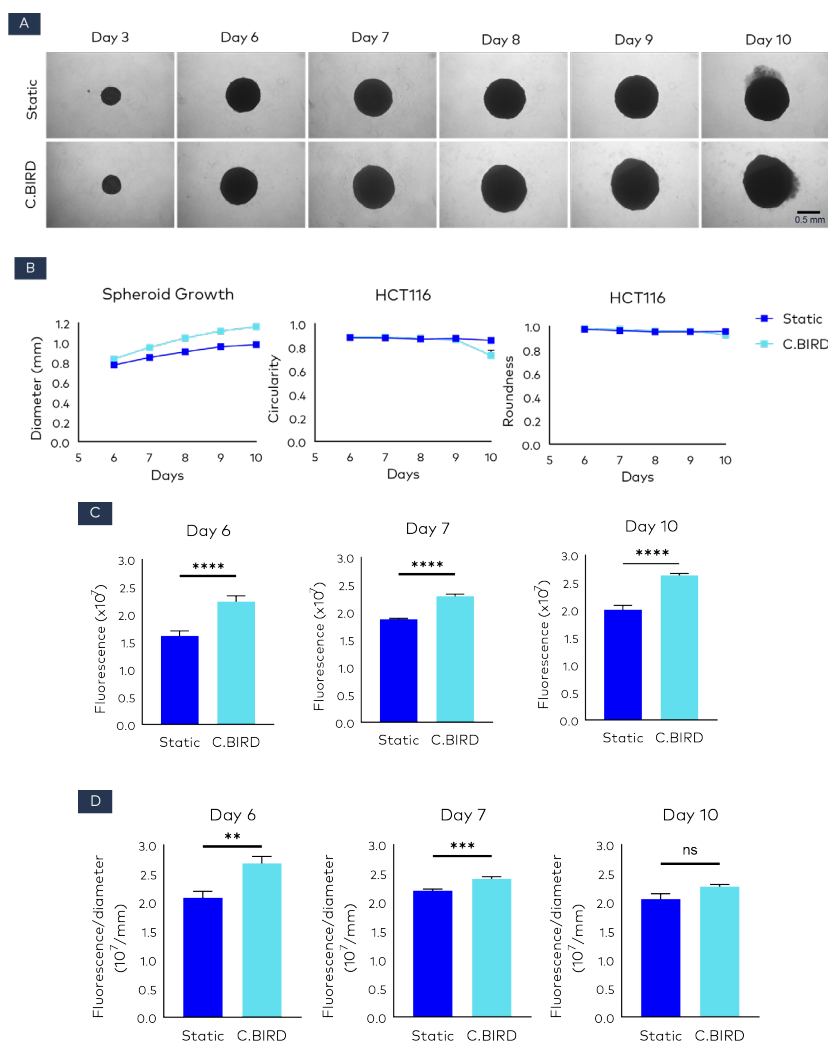 A
Day 3 Day 6 Day 7 Day 8 Day 9 Day 10
Static
C.BIRD
0.5 mm
B
Spheroid Growth
Diameter (mm)
1.2
1.0
0.8
0.6
0.4
0.2
0.0
5 6 7 8 9 10
Days
HCT116
Circularity
1.0
0.8
0.6
0.4
0.2
0.0
5 6 7 8 9 10
Days
HCT116
Roundness
1.0
0.8
0.6
0.4
0.2
0.0
5 6 7 8 9 10
Days
Static
C.BIRD
C
Day 6
Fluorescence (x10⁷)
3.0
2.5
2.0
1.5
1.0
0.5
0.0
****
Static C.BIRD
Day 7
Fluorescence (x10⁷)
3.0
2.5
2.0
1.5
1.0
0.5
0.0
****
Static C.BIRD
Day 10
Fluorescence (x10⁷)
3.0
2.5
2.0
1.5
1.0
0.5
0.0
****
Static C.BIRD
D
Day 6
Fluorescence/diameter
(10⁷/mm)
3.0
2.5
2.0
1.5
1.0
0.5
0.0
**
Static C.BIRD
Day 7
Fluorescence/diameter
(10⁷/mm)
3.0
2.5
2.0
1.5
1.0
0.5
0.0
***
Static C.BIRD
Day 10
Fluorescence/diameter
(10⁷/mm)
3.0
2.5
2.0
1.5
1.0
0.5
0.0
ns
Static C.BIRD